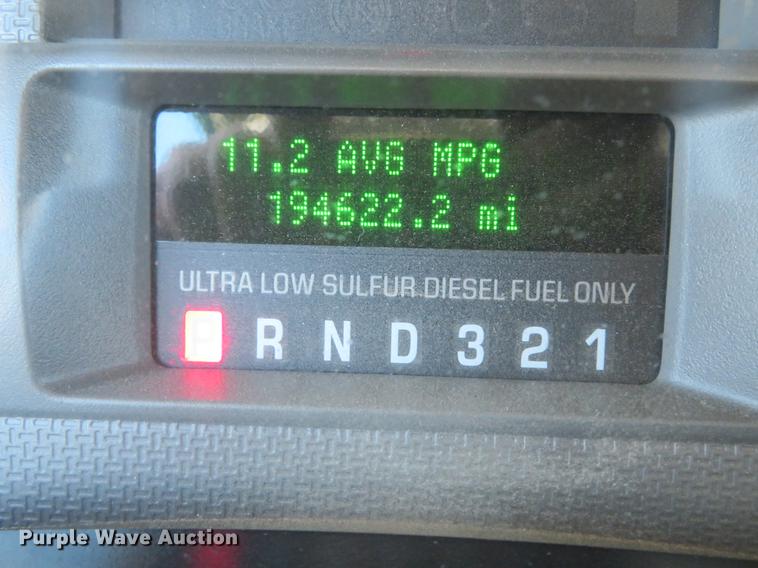 11.2 AVG MPG
194622.2 mi
ULTRA LOW SULFUR DIESEL FUEL ONLY
P R N D 3 2 1
Purple Wave Auction